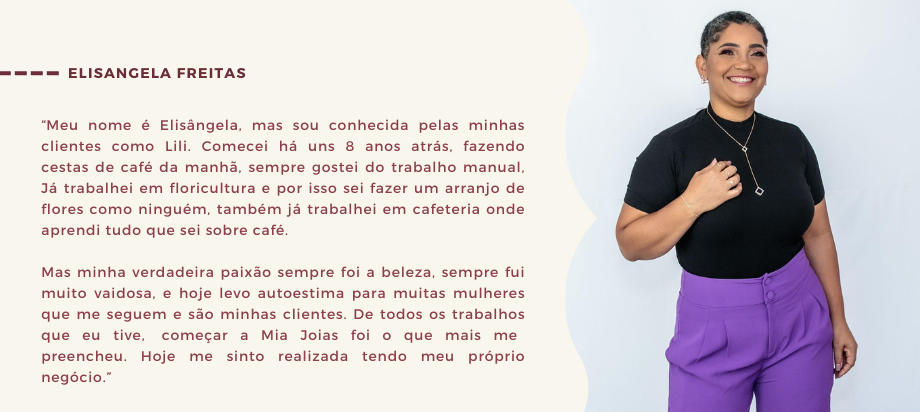 ELISANGELA FREITAS
“Meu nome é Elisângela, mas sou conhecida pelas minhas
clientes como Lili. Comecei há uns 8 anos atrás, fazendo
cestas de café da manhã, sempre gostei do trabalho manual,
Já trabalhei em floricultura e por isso sei fazer um arranjo de
flores como ninguém, também já trabalhei em cafeteria onde
aprendi tudo que sei sobre café.
Mas minha verdadeira paixão sempre foi a beleza, sempre fui
muito vaidosa, e hoje levo autoestima para muitas mulheres
que me seguem e são minhas clientes. De todos os trabalhos
que eu tive, começar a Mia Joias foi o que mais me
preencheu. Hoje me sinto realizada tendo meu próprio
negócio.”